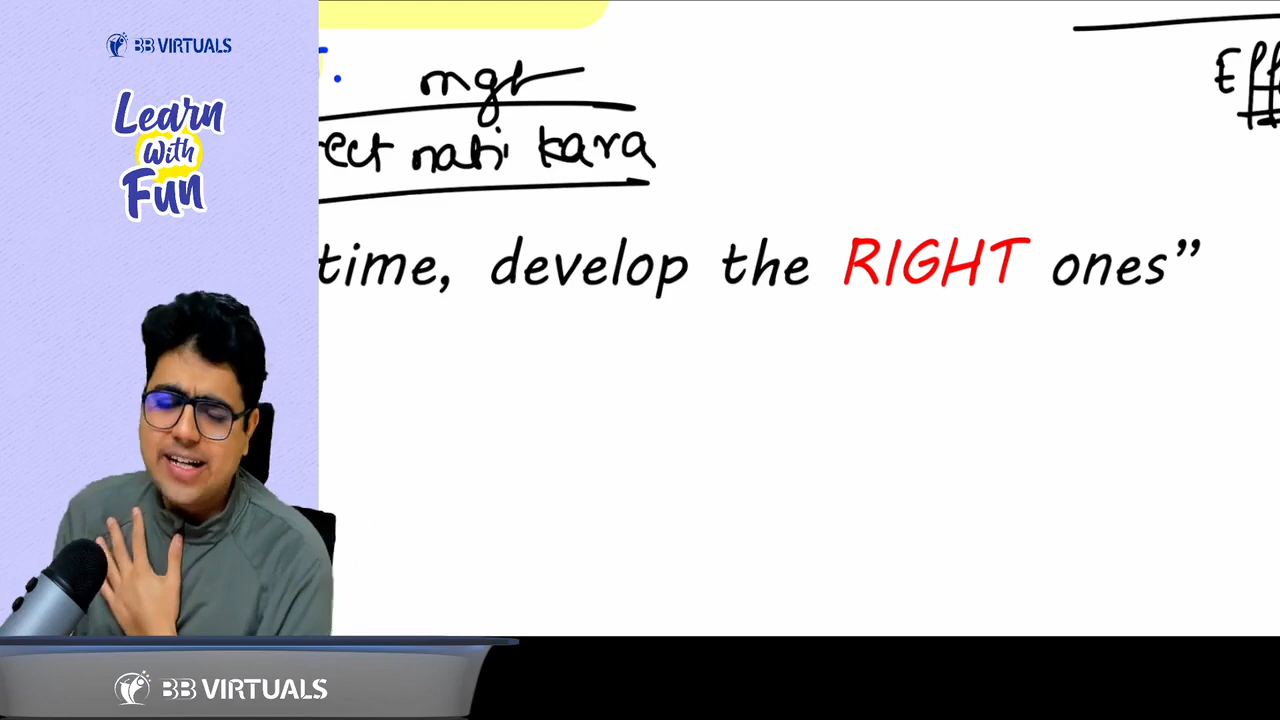 BB VIRTUALS
Learn
With
Fun
mgt
ect nahi kara
time, develop the RIGHT ones”
BB VIRTUALS